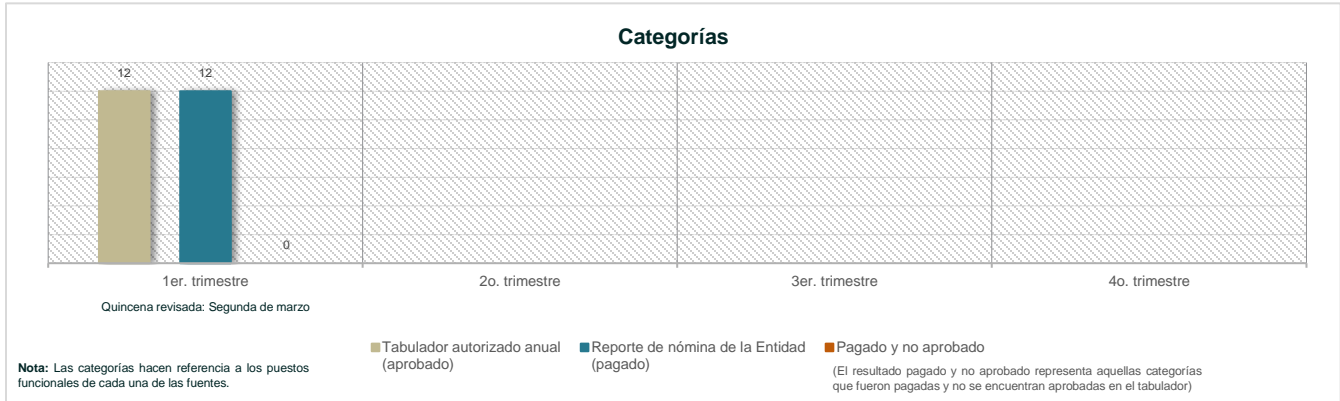 Categorías
12
12
0
1er. trimestre
2o. trimestre
3er. trimestre
4o. trimestre
Quincena revisada: Segunda de marzo
Tabulador autorizado anual
(aprobado)
Reporte de nómina de la Entidad
(pagado)
Pagado y no aprobado
(El resultado pagado y no aprobado representa aquellas categorías
que fueron pagadas y no se encuentran aprobadas en el tabulador)
Nota: Las categorías hacen referencia a los puestos
funcionales de cada una de las fuentes.